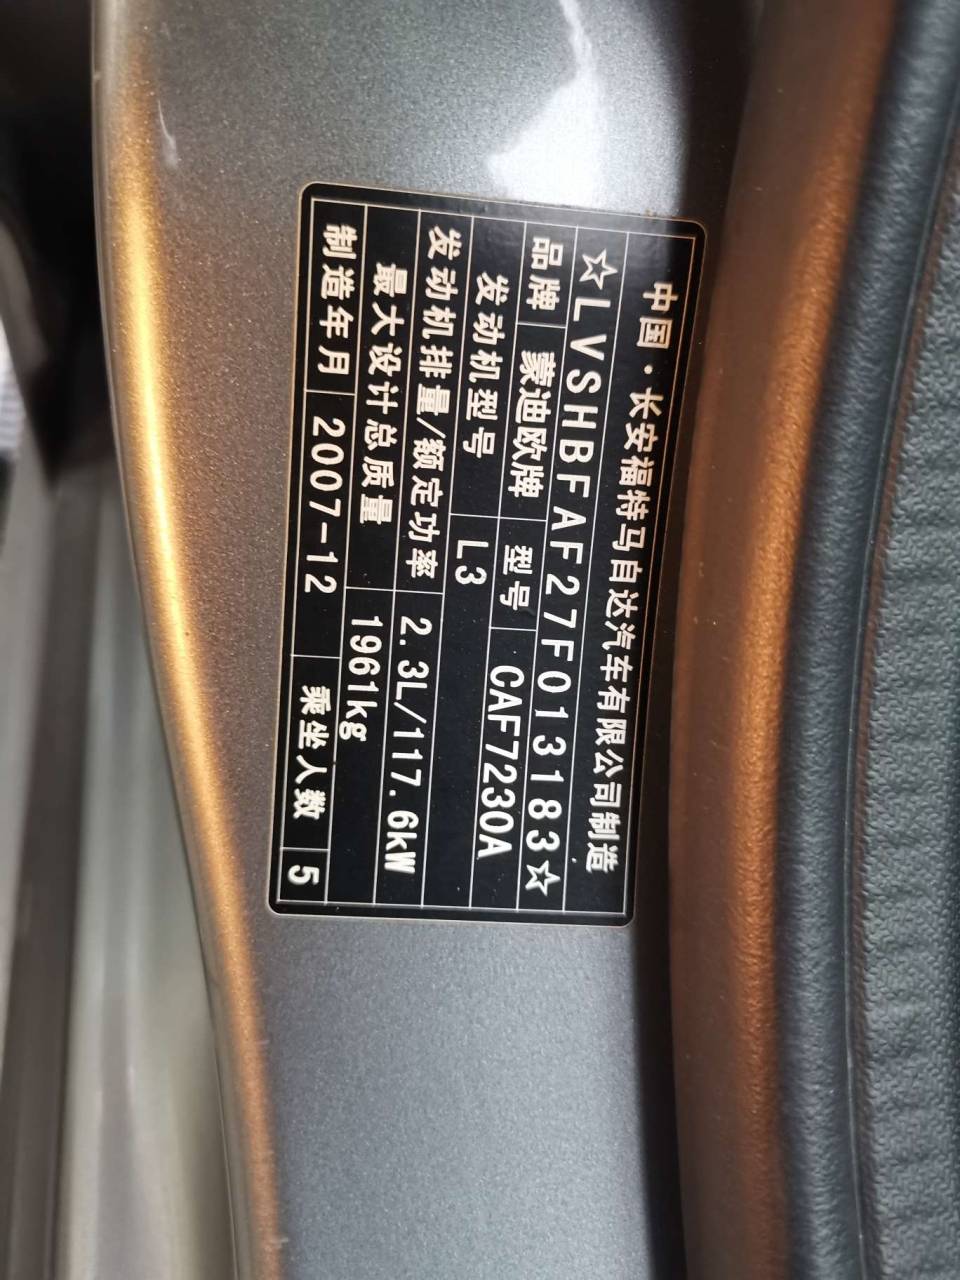 中国·长安福特马自达汽车有限公司制造
☆LVSHBFAF27F013183☆
品牌 蒙迪欧牌 型号 CAF7230A
发动机型号 L3
发动机排量/额定功率 2.3L/117.6kW
最大设计总质量 1961kg
制造年月 2007-12 乘坐人数 5